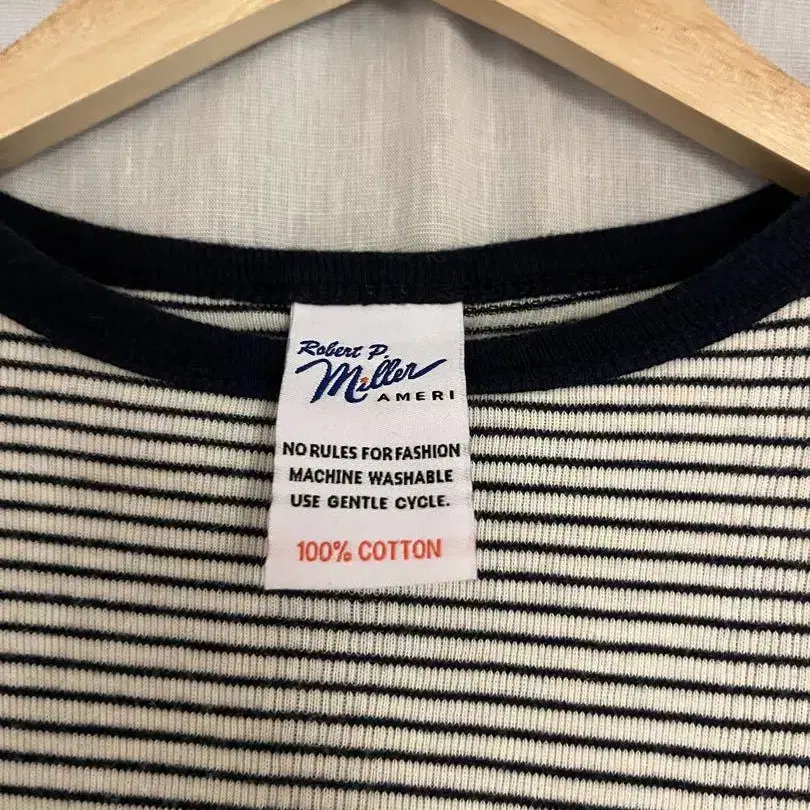 Robert P.
Miller
AMERI
NO RULES FOR FASHION
MACHINE WASHABLE
USE GENTLE CYCLE.
100% COTTON